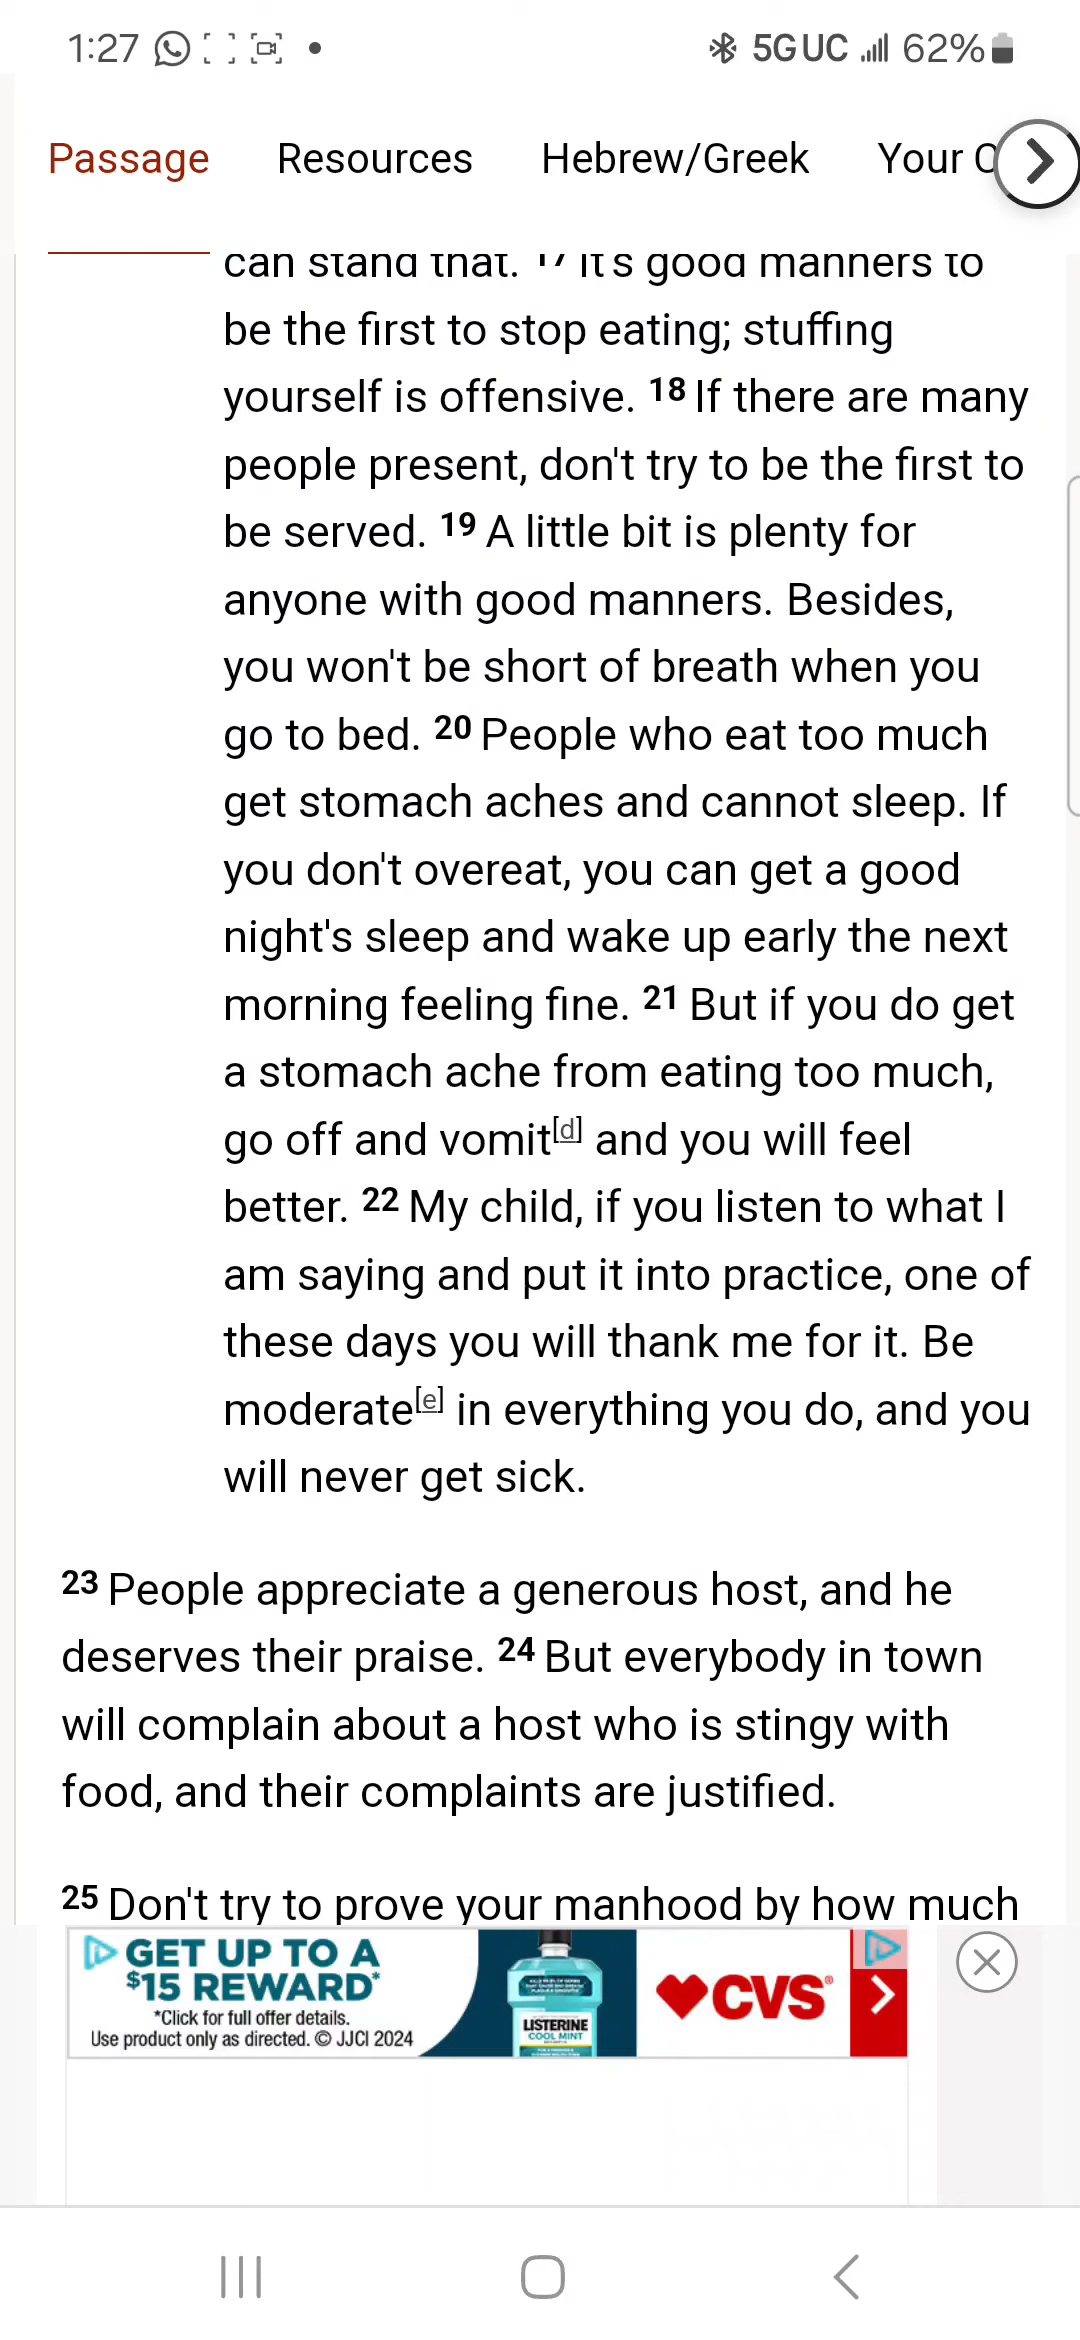 1:27 5G UC 62%
Passage Resources Hebrew/Greek Your
can stand that. 17 It's good manners to
be the first to stop eating; stuffing
yourself is offensive. 18 If there are many
people present, don't try to be the first to
be served. 19 A little bit is plenty for
anyone with good manners. Besides,
you won't be short of breath when you
go to bed. 20 People who eat too much
get stomach aches and cannot sleep. If
you don't overeat, you can get a good
night's sleep and wake up early the next
morning feeling fine. 21 But if you do get
a stomach ache from eating too much,
go off and vomit[d] and you will feel
better. 22 My child, if you listen to what I
am saying and put it into practice, one of
these days you will thank me for it. Be
moderate[e] in everything you do, and you
will never get sick.
23 People appreciate a generous host, and he
deserves their praise. 24 But everybody in town
will complain about a host who is stingy with
food, and their complaints are justified.
25 Don't try to prove your manhood by how much
GET UP TO A
$15 REWARD*
*Click for full offer details.
Use product only as directed. © JJCI 2024
LISTERINE
COOL MINT
CVS®